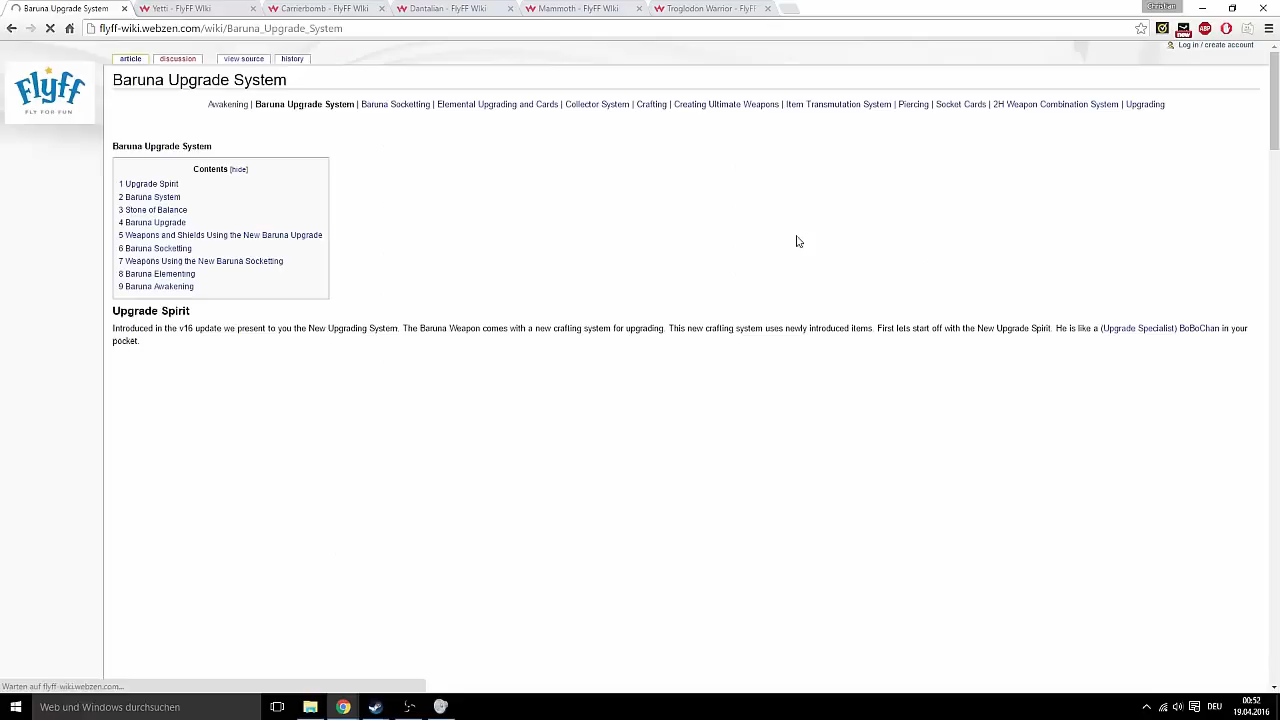 Baruna Upgrade System
Yetti - FlyFF Wiki
Carrierbomb - FlyFF Wiki
Dantalian - FlyFF Wiki
Mammoth - FlyFF Wiki
Troglodon Warrior - FlyF
Christian
flyff-wiki.webzen.com/wiki/Baruna_Upgrade_System
ABP
new
article
discussion
view source
history
Log in / create account
Flyff
FLY FOR FUN
Baruna Upgrade System
Awakening | Baruna Upgrade System | Baruna Socketting | Elemental Upgrading and Cards | Collector System | Crafting | Creating Ultimate Weapons | Item Transmutation System | Piercing | Socket Cards | 2H Weapon Combination System | Upgrading
Baruna Upgrade System
Contents [hide]
1 Upgrade Spirit
2 Baruna System
3 Stone of Balance
4 Baruna Upgrade
5 Weapons and Shields Using the New Baruna Upgrade
6 Baruna Socketting
7 Weapons Using the New Baruna Socketting
8 Baruna Elementing
9 Baruna Awakening
Upgrade Spirit
Introduced in the v16 update we present to you the New Upgrading System. The Baruna Weapon comes with a new crafting system for upgrading. This new crafting system uses newly introduced items. First lets start off with the New Upgrade Spirit. He is like a (Upgrade Specialist) BoBoChan in your
pocket.
Warten auf flyff-wiki.webzen.com...
Web und Windows durchsuchen
DEU
00:52
19.04.2016